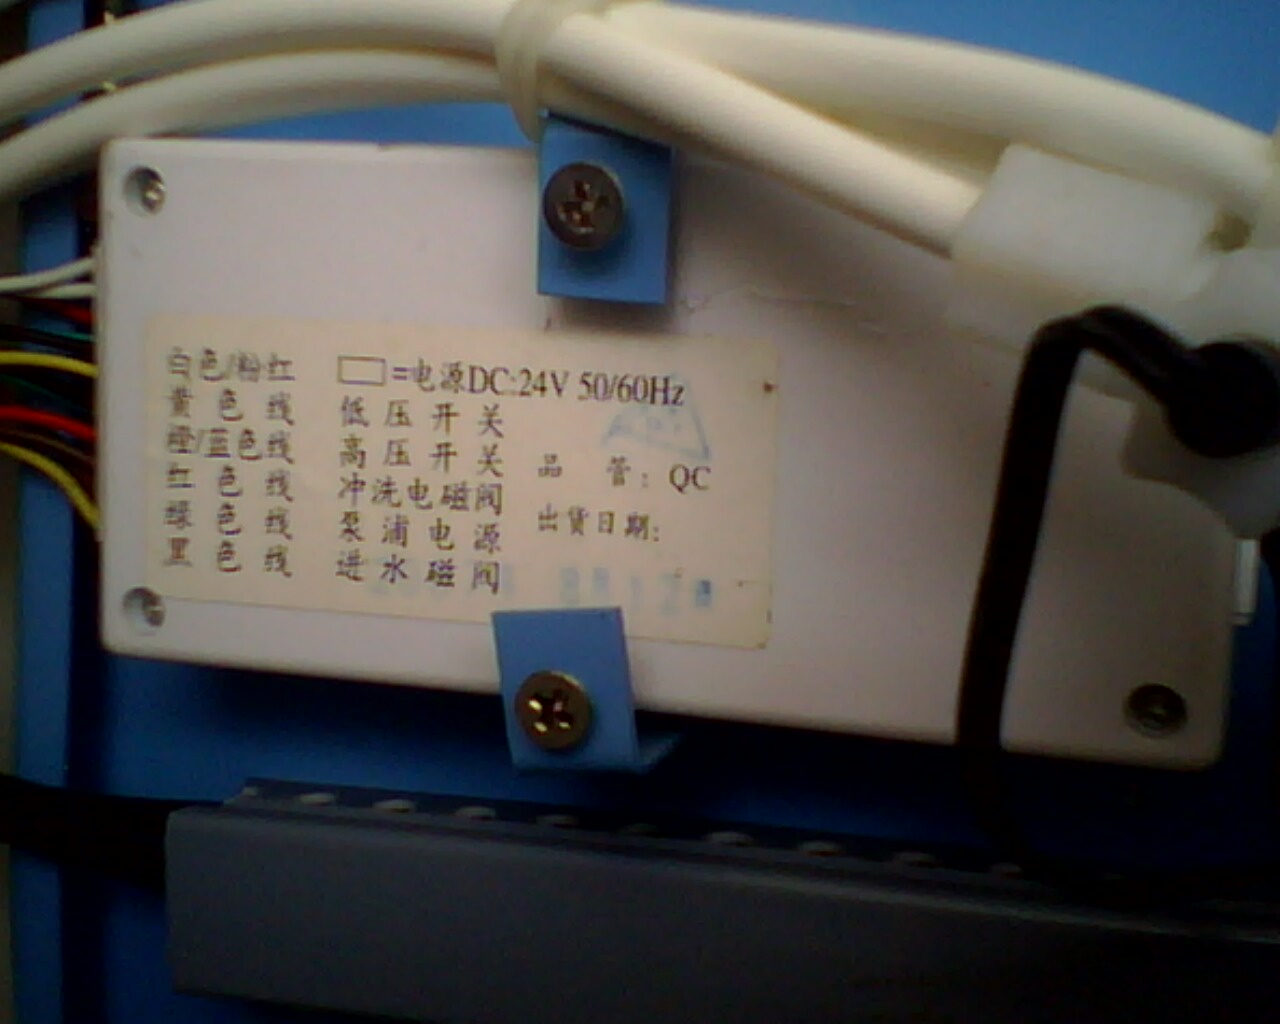 白色/粉红 =电源DC:24V 50/60Hz
黄色线 低压开关
橙/蓝色线 高压开关
红色线 冲洗电磁阀
绿色线 泵浦电源
黑色线 进水磁阀
品管：QC
出货日期：